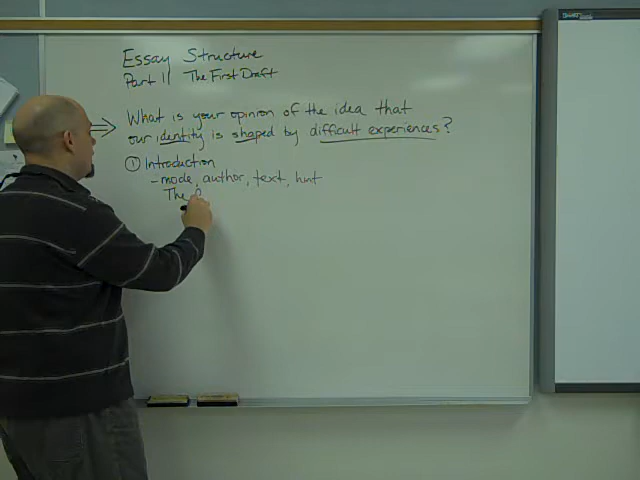 Essay Structure
Part II The First Draft
What is your opinion of the idea that
our identity is shaped by difficult experiences?
① Introduction
- mode, author, text, hint
The